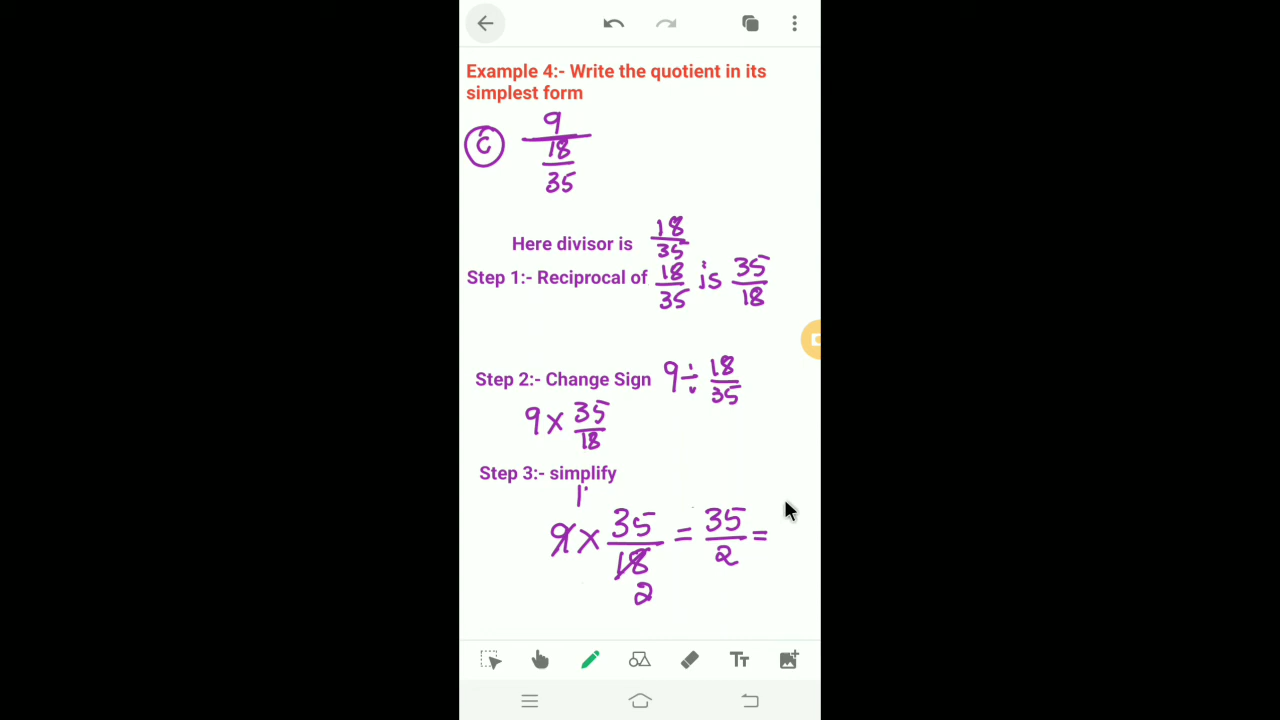 Example 4:- Write the quotient in its
simplest form
C 9/(18/35)
Here divisor is 18/35
Step 1:- Reciprocal of 18/35 is 35/18
Step 2:- Change Sign 9 ÷ 18/35
9 × 35/18
Step 3:- simplify
1
9 × 35/18 = 35/2 =
2
Tт